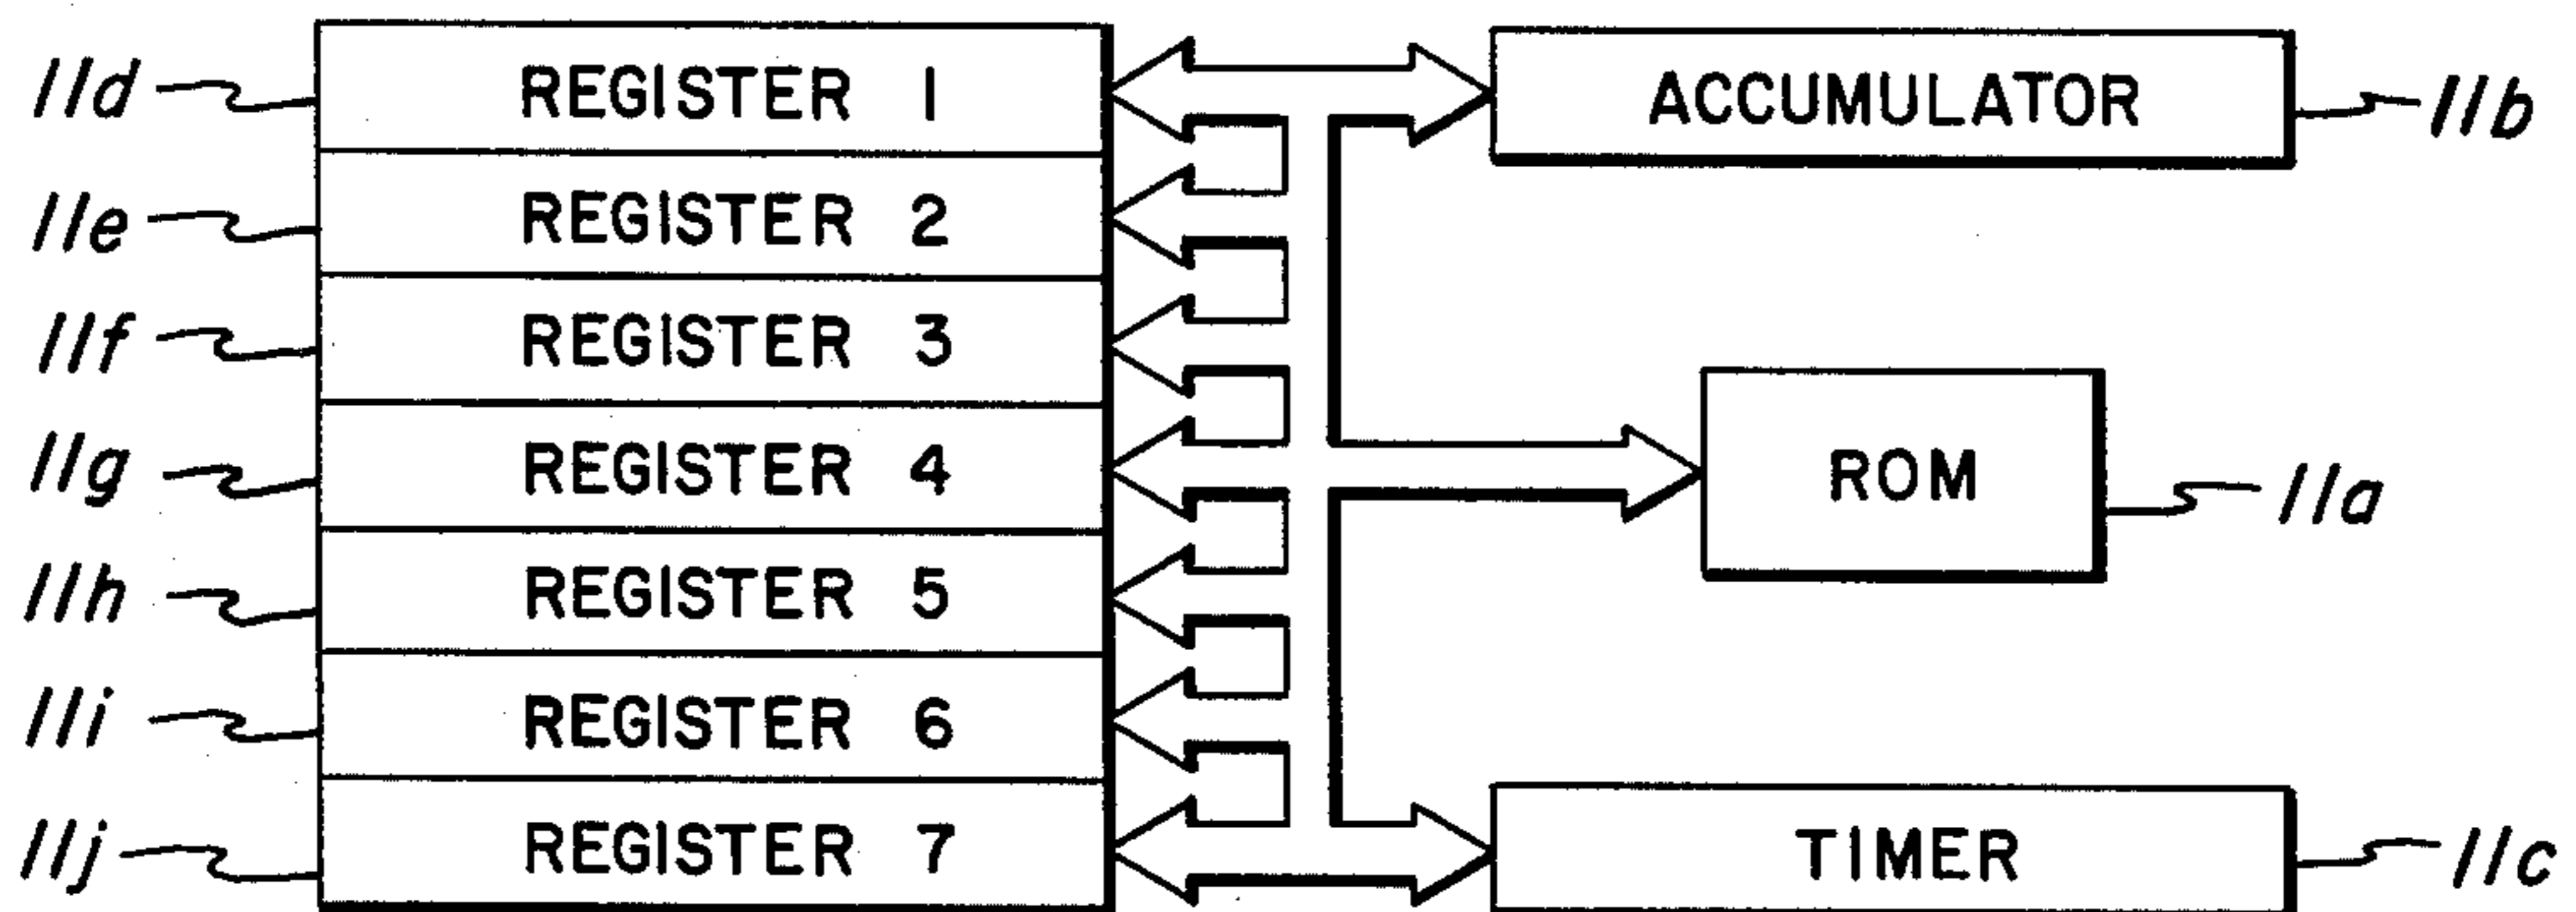 11d REGISTER 1 ACCUMULATOR 11b
11e REGISTER 2
11f REGISTER 3
11g REGISTER 4 ROM 11a
11h REGISTER 5
11i REGISTER 6
11j REGISTER 7 TIMER 11c